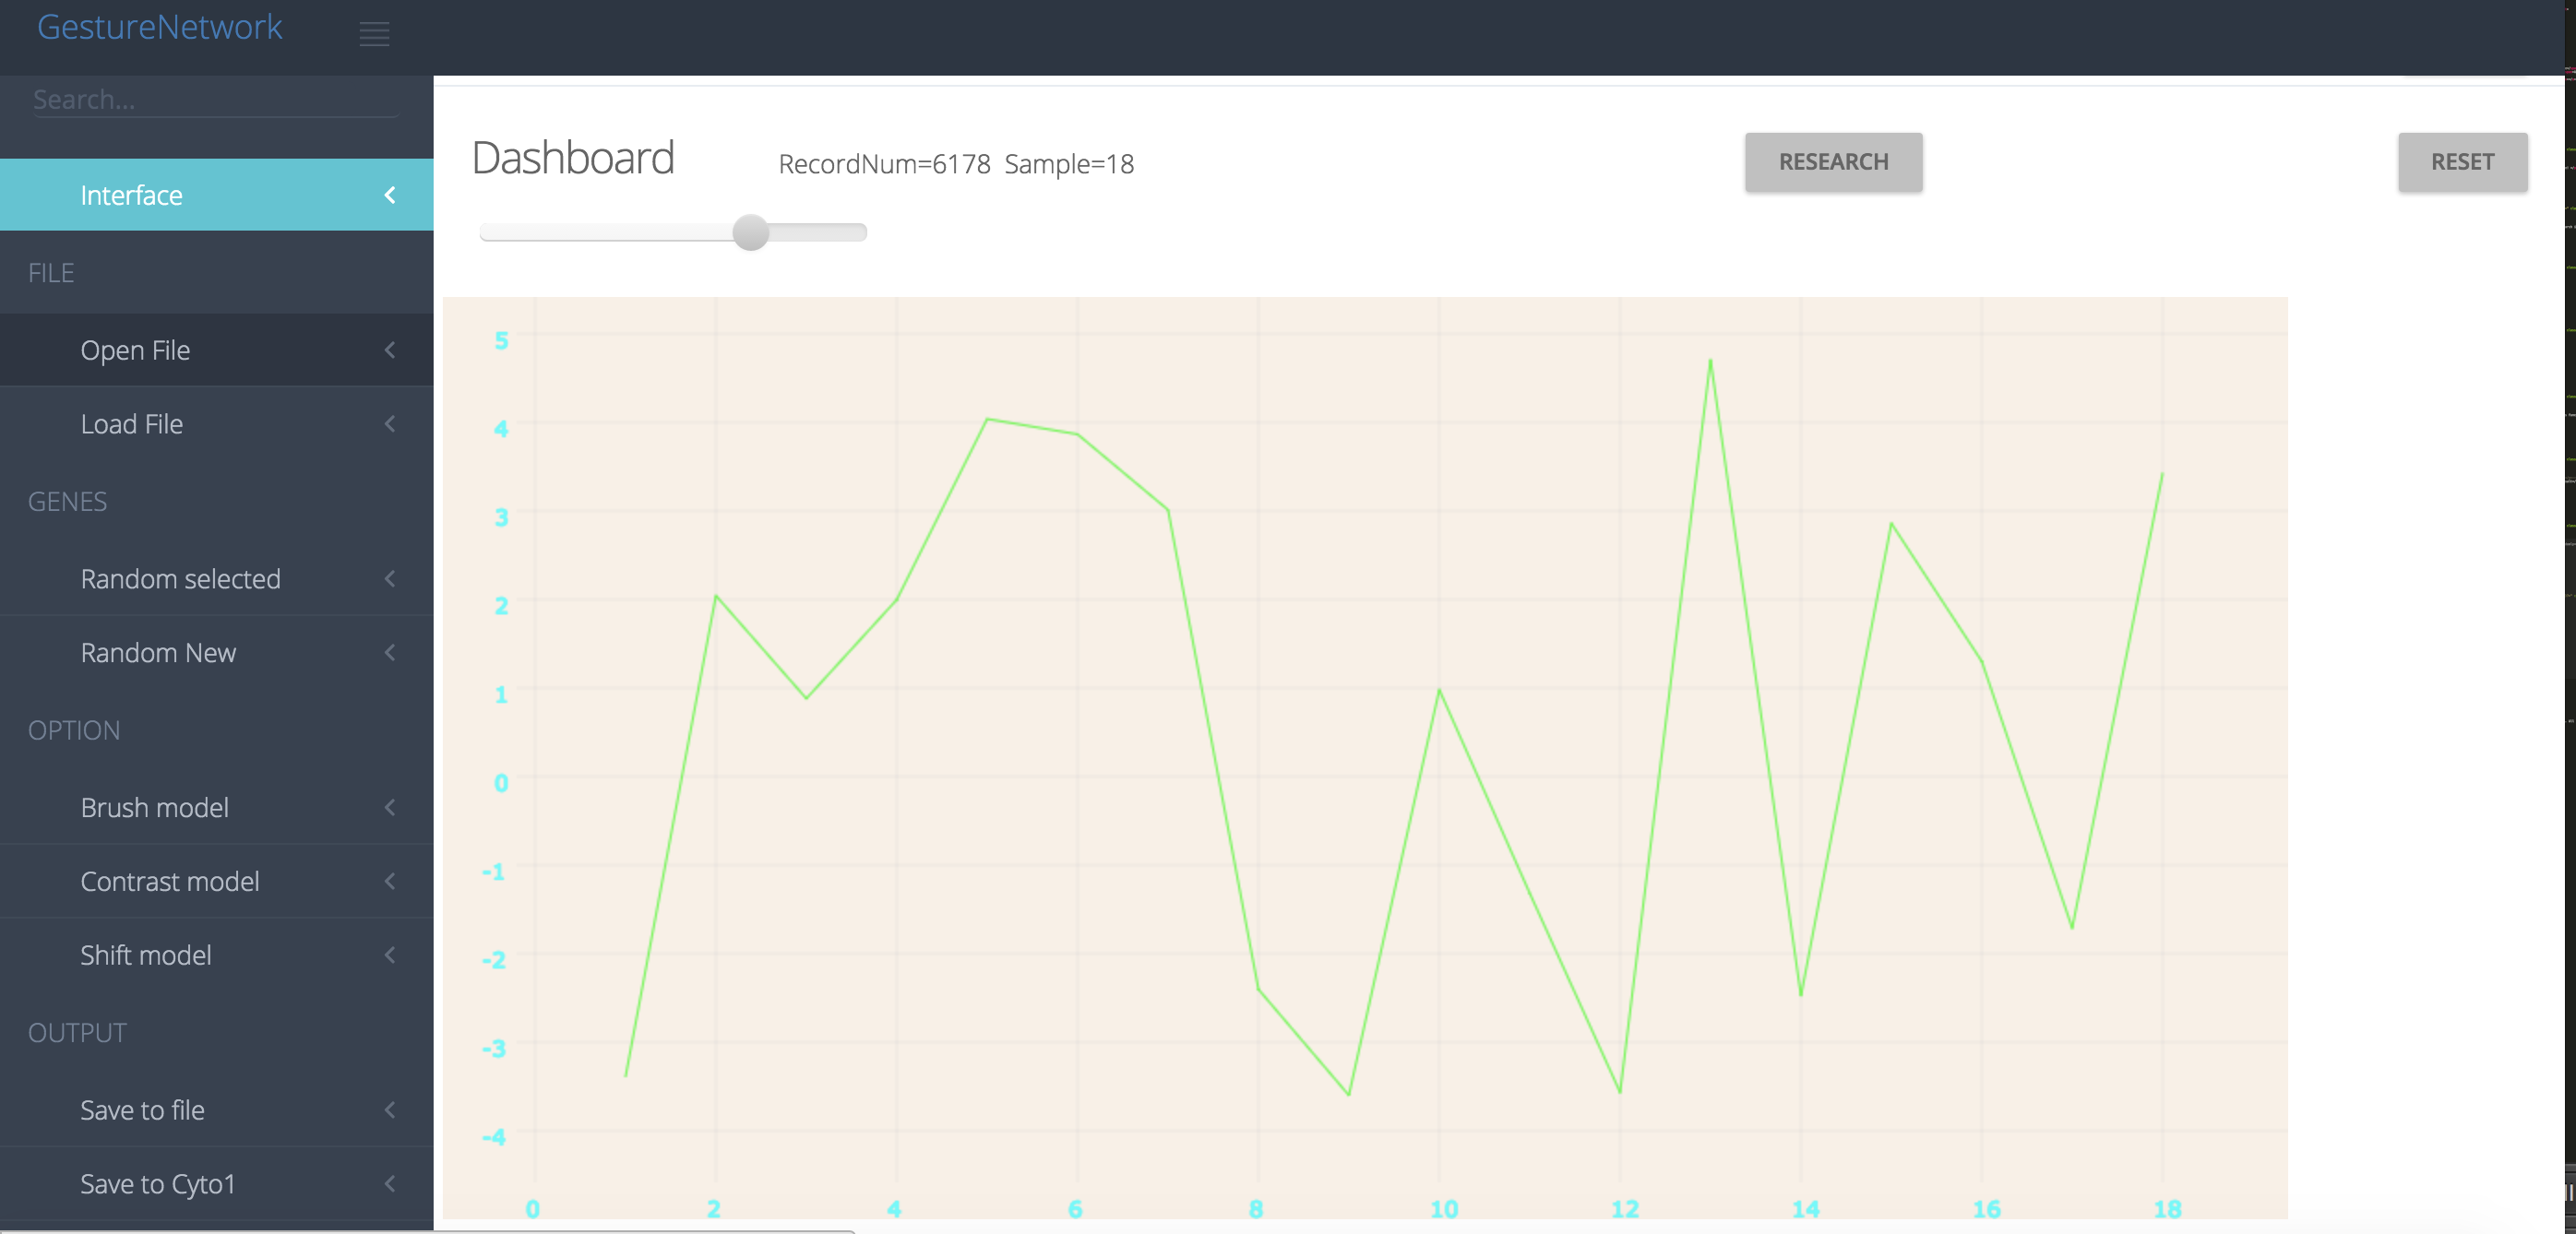 GestureNetwork
Search...
Interface
FILE
Open File
Load File
GENES
Random selected
Random New
OPTION
Brush model
Contrast model
Shift model
OUTPUT
Save to file
Save to Cyto1
Dashboard
RecordNum=6178 Sample=18
RESEARCH
RESET
5
4
3
2
1
0
-1
-2
-3
-4
0 2 4 6 8 10 12 14 16 18